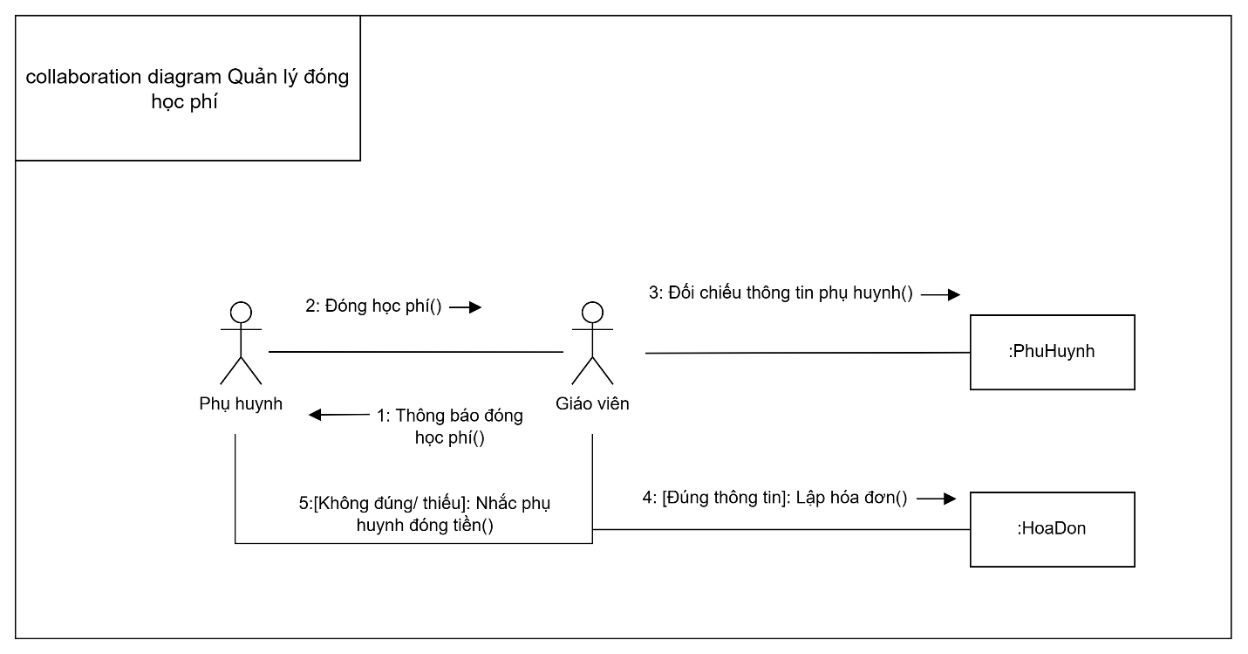 collaboration diagram Quản lý đóng
học phí
2: Đóng học phí()
3: Đối chiếu thông tin phụ huynh()
:PhuHuynh
Phụ huynh
Giáo viên
1: Thông báo đóng
học phí()
5:[Không đúng/ thiếu]: Nhắc phụ
huynh đóng tiền()
4: [Đúng thông tin]: Lập hóa đơn()
:HoaDon